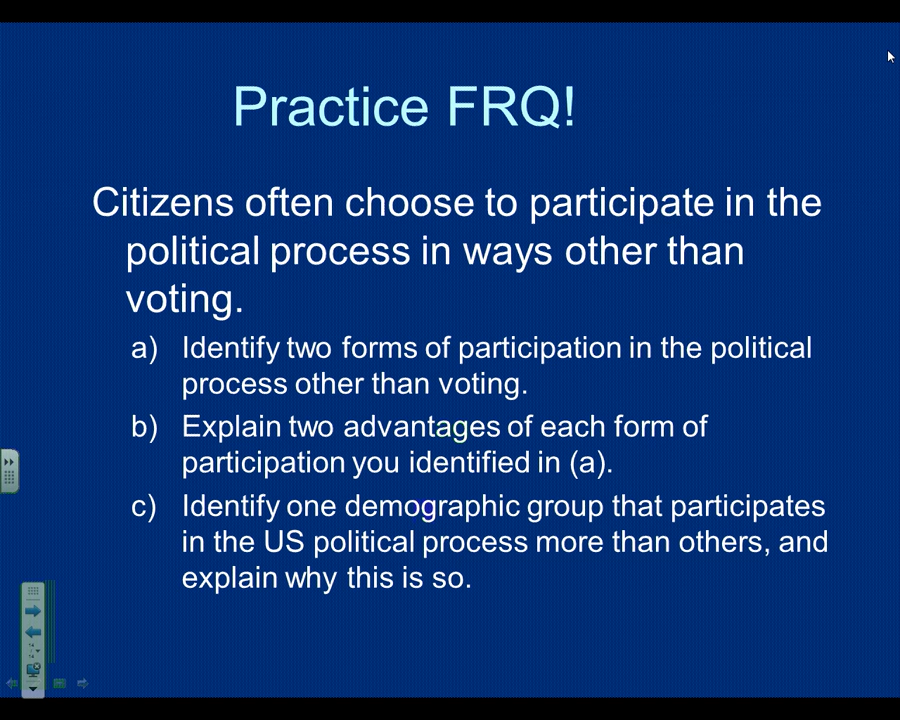 Practice FRQ!
Citizens often choose to participate in the
political process in ways other than
voting.
a) Identify two forms of participation in the political
process other than voting.
b) Explain two advantages of each form of
participation you identified in (a).
c) Identify one demographic group that participates
in the US political process more than others, and
explain why this is so.